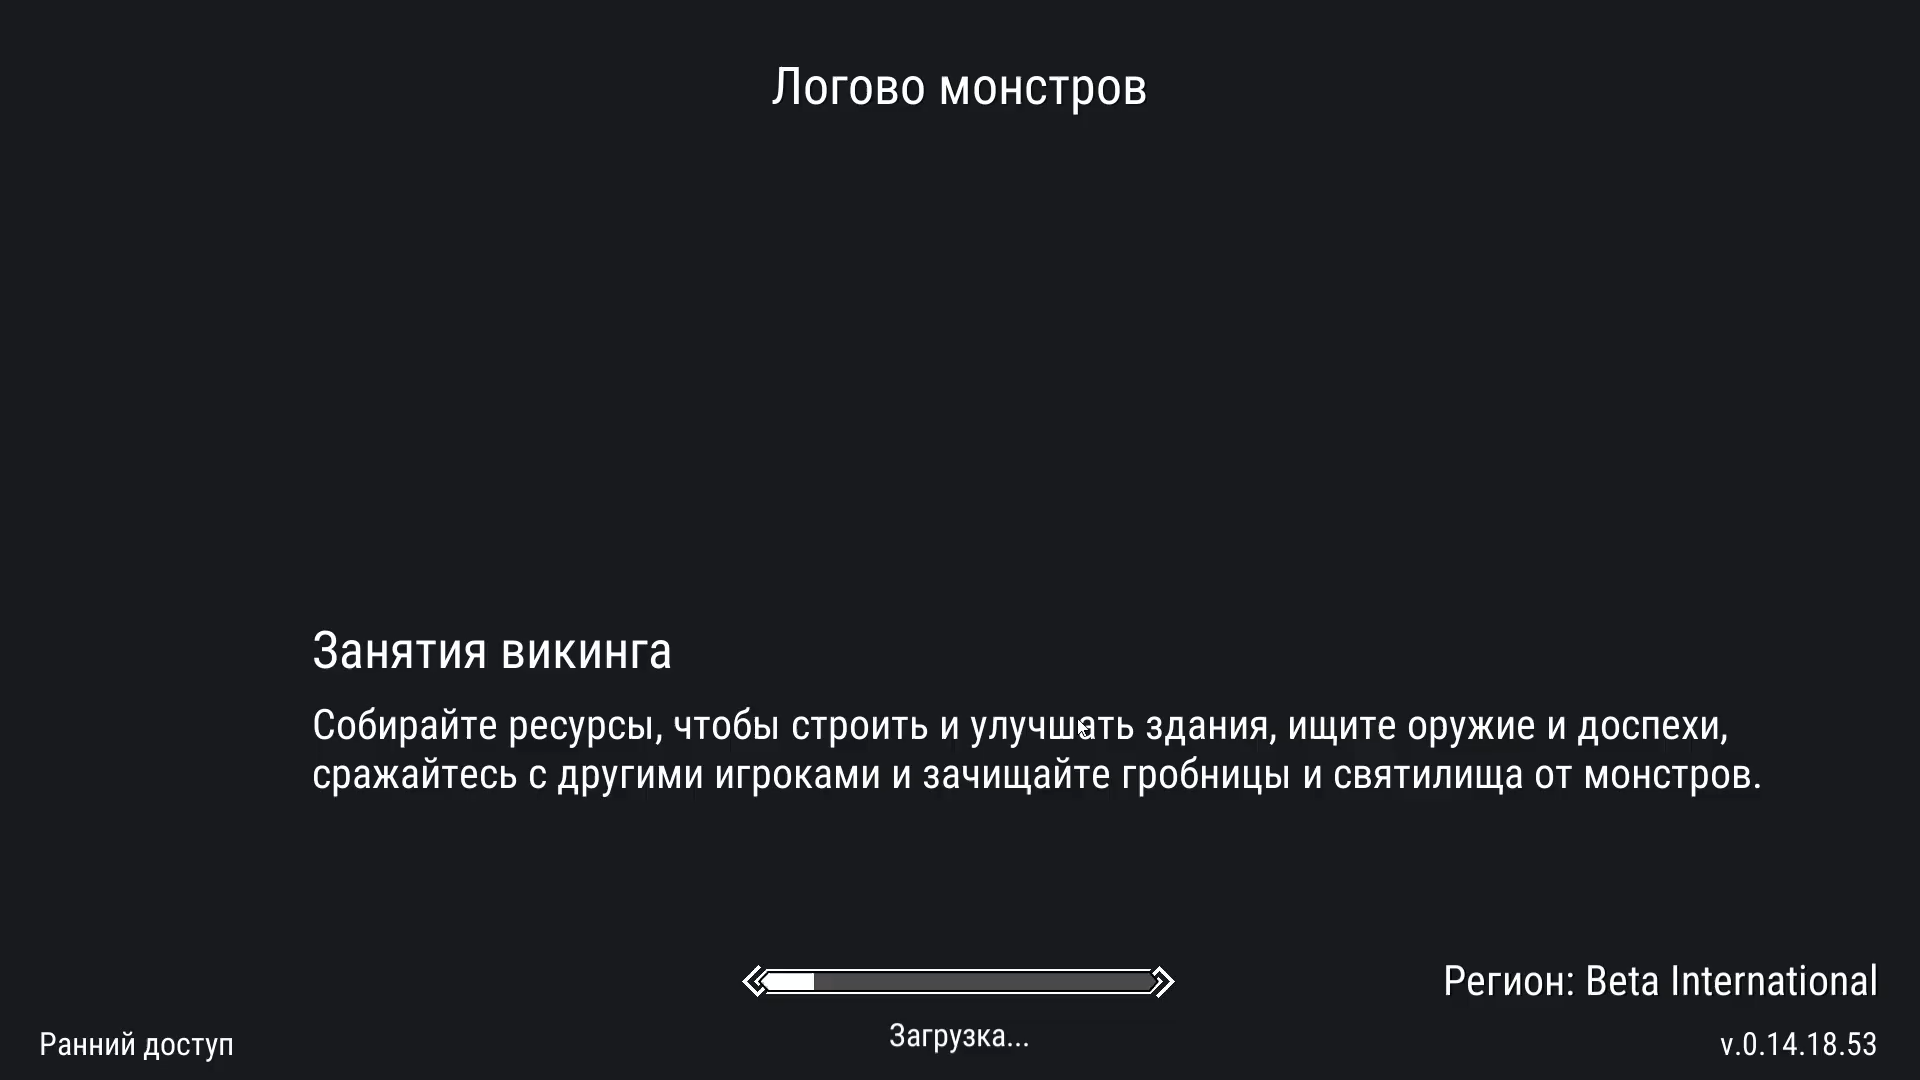 Логово монстров
Занятия викинга
Собирайте ресурсы, чтобы строить и улучшать здания, ищите оружие и доспехи,
сражайтесь с другими игроками и зачищайте гробницы и святилища от монстров.
Регион: Beta International
Загрузка...
Ранний доступ
v.0.14.18.53